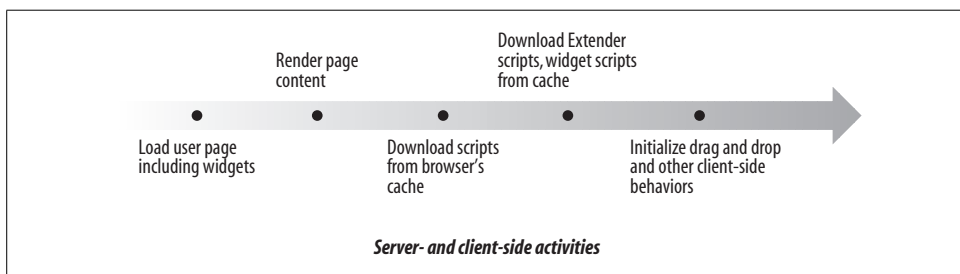 Download Extender
scripts, widget scripts
from cache
Render page
content
Load user page
including widgets
Download scripts
from browser's
cache
Initialize drag and drop
and other client-side
behaviors
Server- and client-side activities